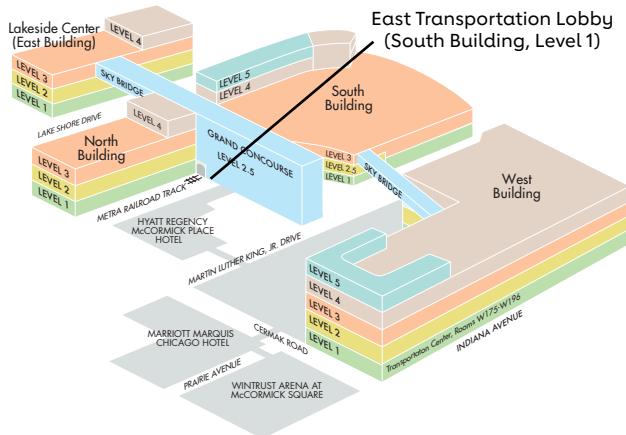 East Transportation Lobby
(South Building, Level 1)
Lakeside Center
(East Building)
LEVEL 4
LEVEL 3
LEVEL 2
LEVEL 1
SKY BRIDGE
LEVEL 5
LEVEL 4
South
Building
LAKE SHORE DRIVE
North
Building
LEVEL 4
GRAND CONCOURSE
LEVEL 2.5
LEVEL 3
LEVEL 2.5
LEVEL 1
SKY BRIDGE
West
Building
LEVEL 3
LEVEL 2
LEVEL 1
METRA RAILROAD TRACK
HYATT REGENCY
McCORMICK PLACE
HOTEL
MARTIN LUTHER KING, JR. DRIVE
LEVEL 5
LEVEL 4
LEVEL 3
LEVEL 2
LEVEL 1
Transportaton Center, Rooms W175-W196
INDIANA AVENUE
MARRIOTT MARQUIS
CHICAGO HOTEL
CERMAK ROAD
PRAIRIE AVENUE
WINTRUST ARENA AT
McCORMICK SQUARE